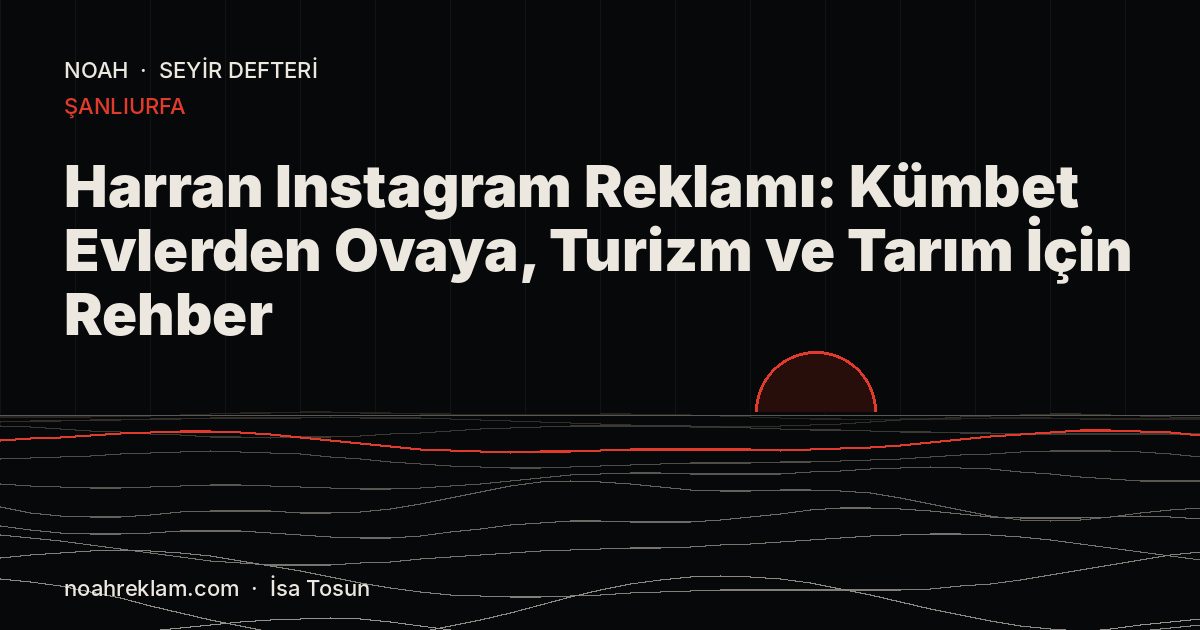 NOAH · SEYİR DEFTERİ
ŞANLIURFA
Harran Instagram Reklamı: Kümbet
Evlerden Ovaya, Turizm ve Tarım İçin
Rehber
noahreklam.com · İsa Tosun